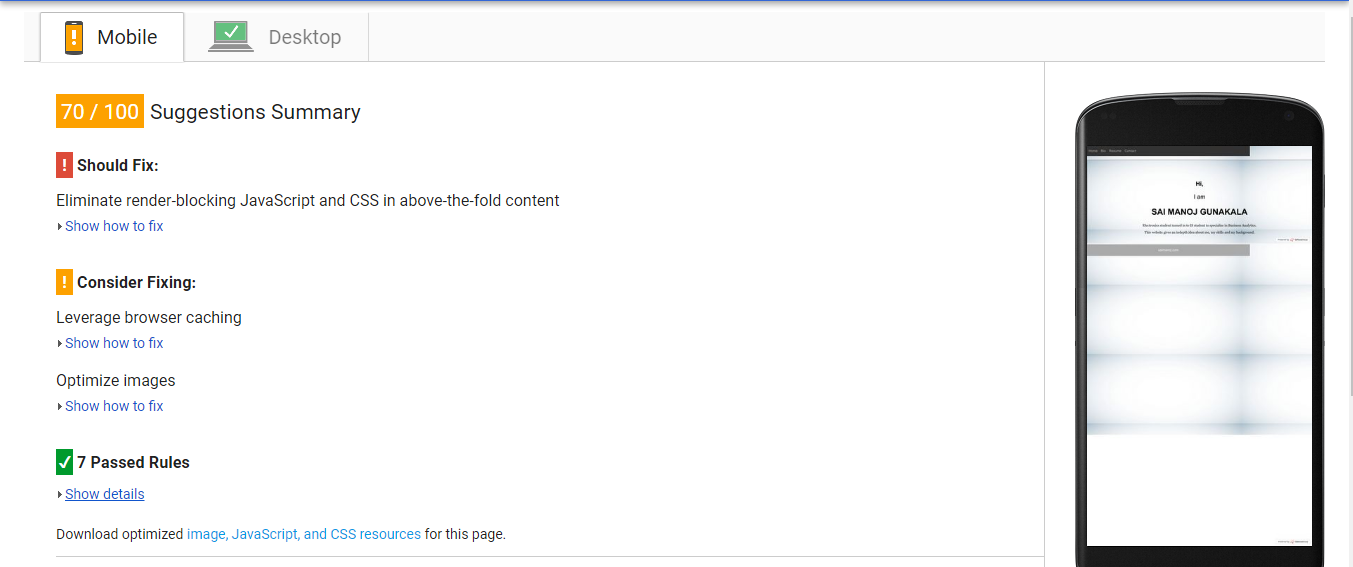 Mobile
Desktop
70 / 100 Suggestions Summary
! Should Fix:
Eliminate render-blocking JavaScript and CSS in above-the-fold content
Show how to fix
! Consider Fixing:
Leverage browser caching
Show how to fix
Optimize images
Show how to fix
7 Passed Rules
Show details
Download optimized image, JavaScript, and CSS resources for this page.
Hi,
I am
SAI MANOJ GUNAKALA